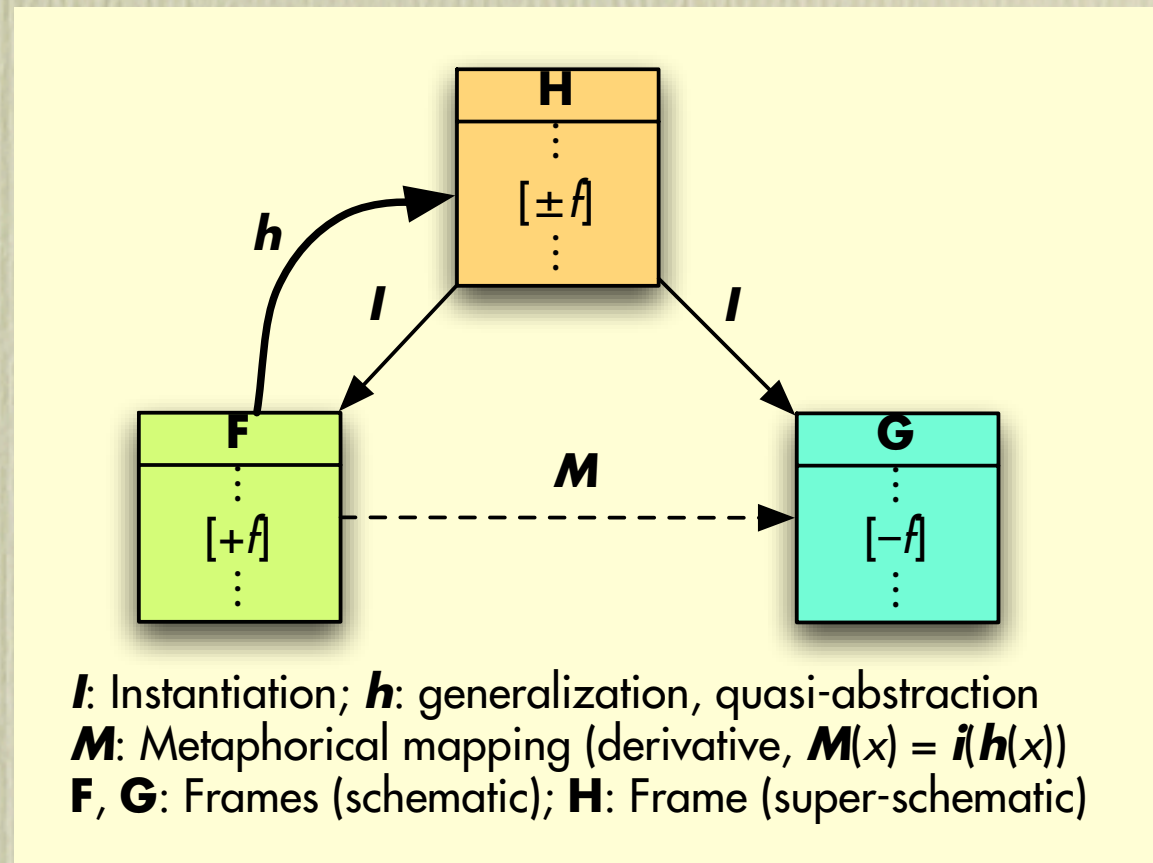 H
⋮
[±f]
⋮
h
I
I
F
⋮
[+f]
⋮
M
G
⋮
[−f]
⋮
I: Instantiation; h: generalization, quasi-abstraction
M: Metaphorical mapping (derivative, M(x) = i(h(x))
F, G: Frames (schematic); H: Frame (super-schematic)